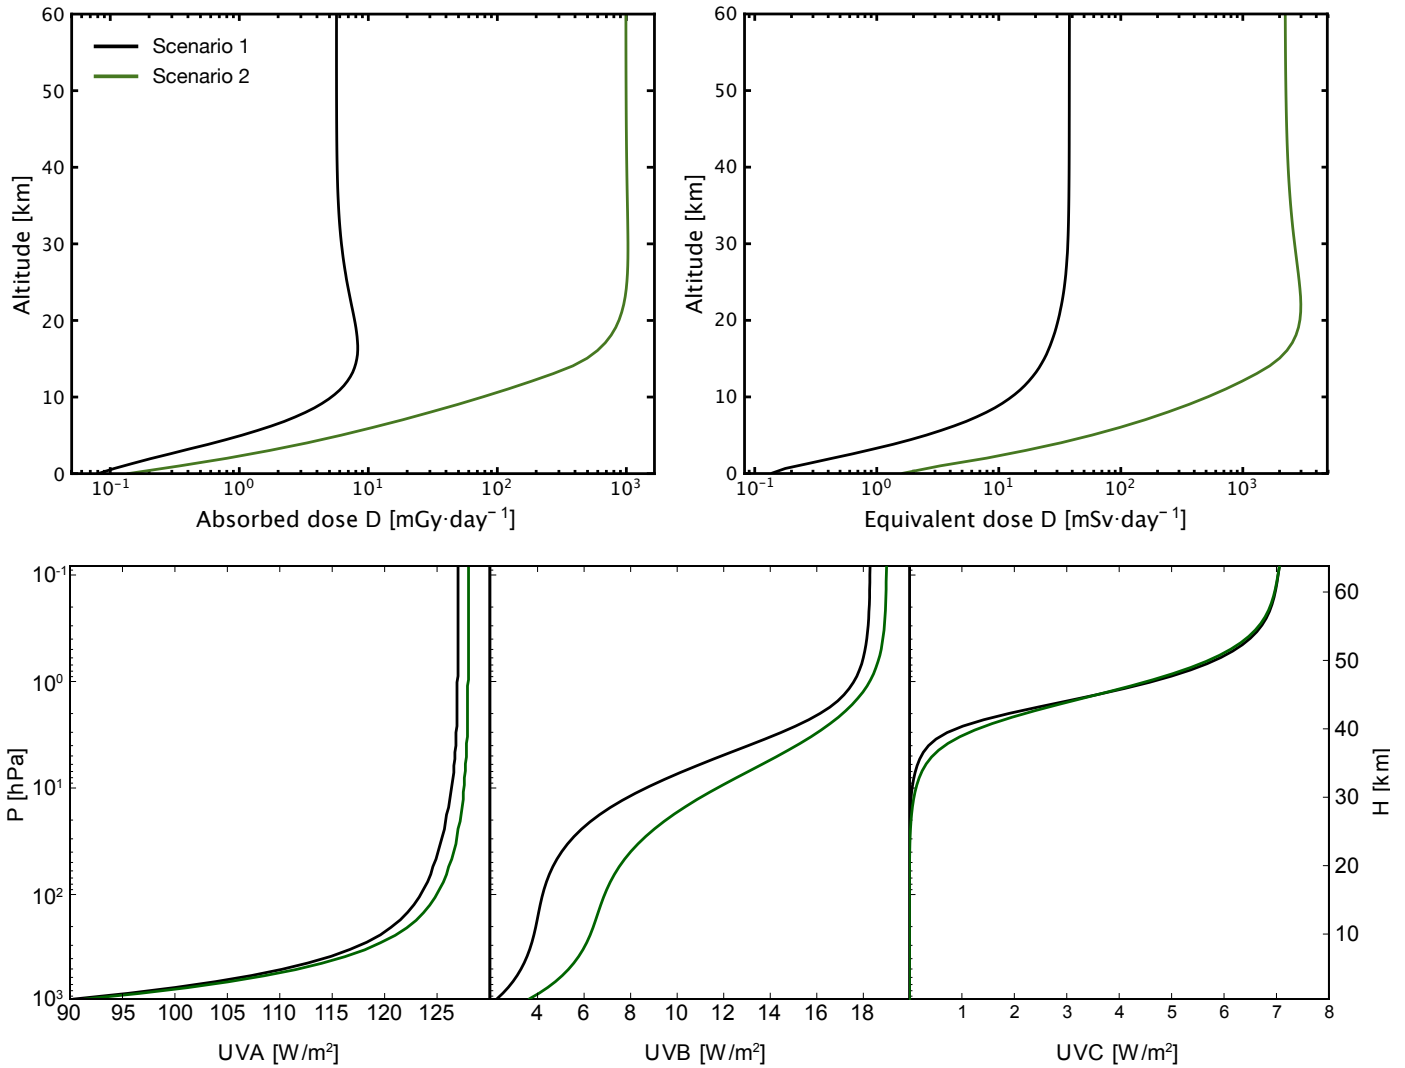 Scenario 1
Scenario 2
60
50
40
30
20
10
0
Altitude [km]
10⁻¹ 10⁰ 10¹ 10² 10³
Absorbed dose D [mGy·day⁻¹]
60
50
40
30
20
10
0
Altitude [km]
10⁻¹ 10⁰ 10¹ 10² 10³
Equivalent dose D [mSv·day⁻¹]
10⁻¹
10⁰
10¹
10²
10³
P [hPa]
90 95 100 105 110 115 120 125
UVA [W/m²]
4 6 8 10 12 14 16 18
UVB [W/m²]
1 2 3 4 5 6 7 8
UVC [W/m²]
60
50
40
30
20
10
H [km]